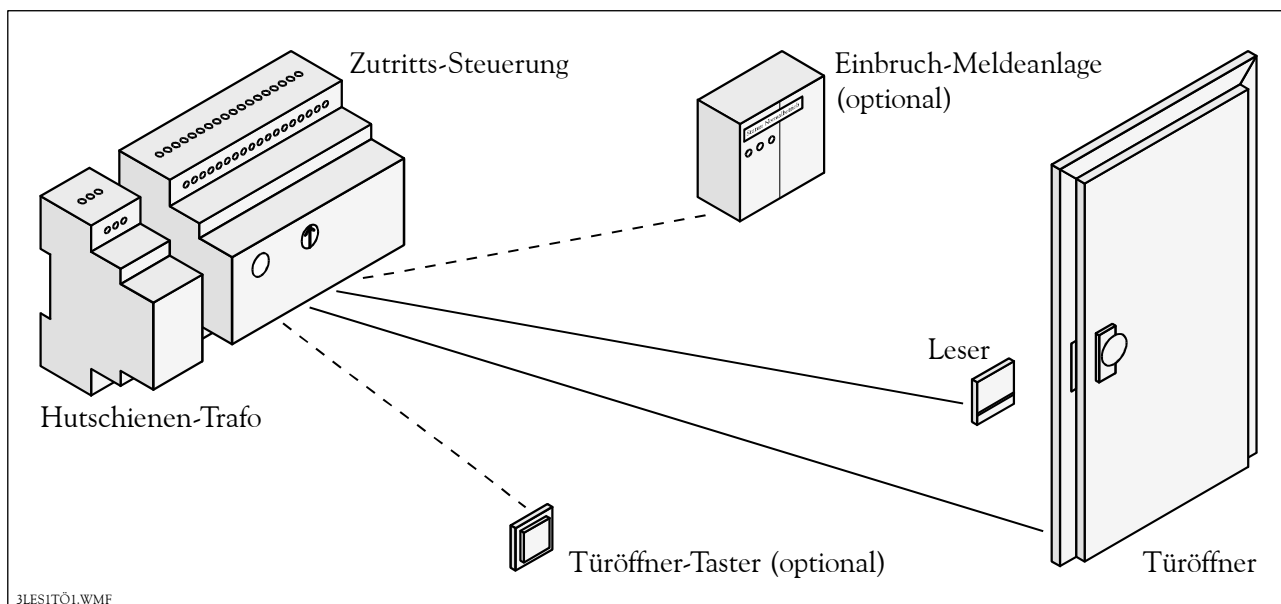 Zutritts-Steuerung
Einbruch-Meldeanlage
(optional)
Leser
Hutschienen-Trafo
Türöffner-Taster (optional)
Türöffner
3LES1TÖ1.WMF